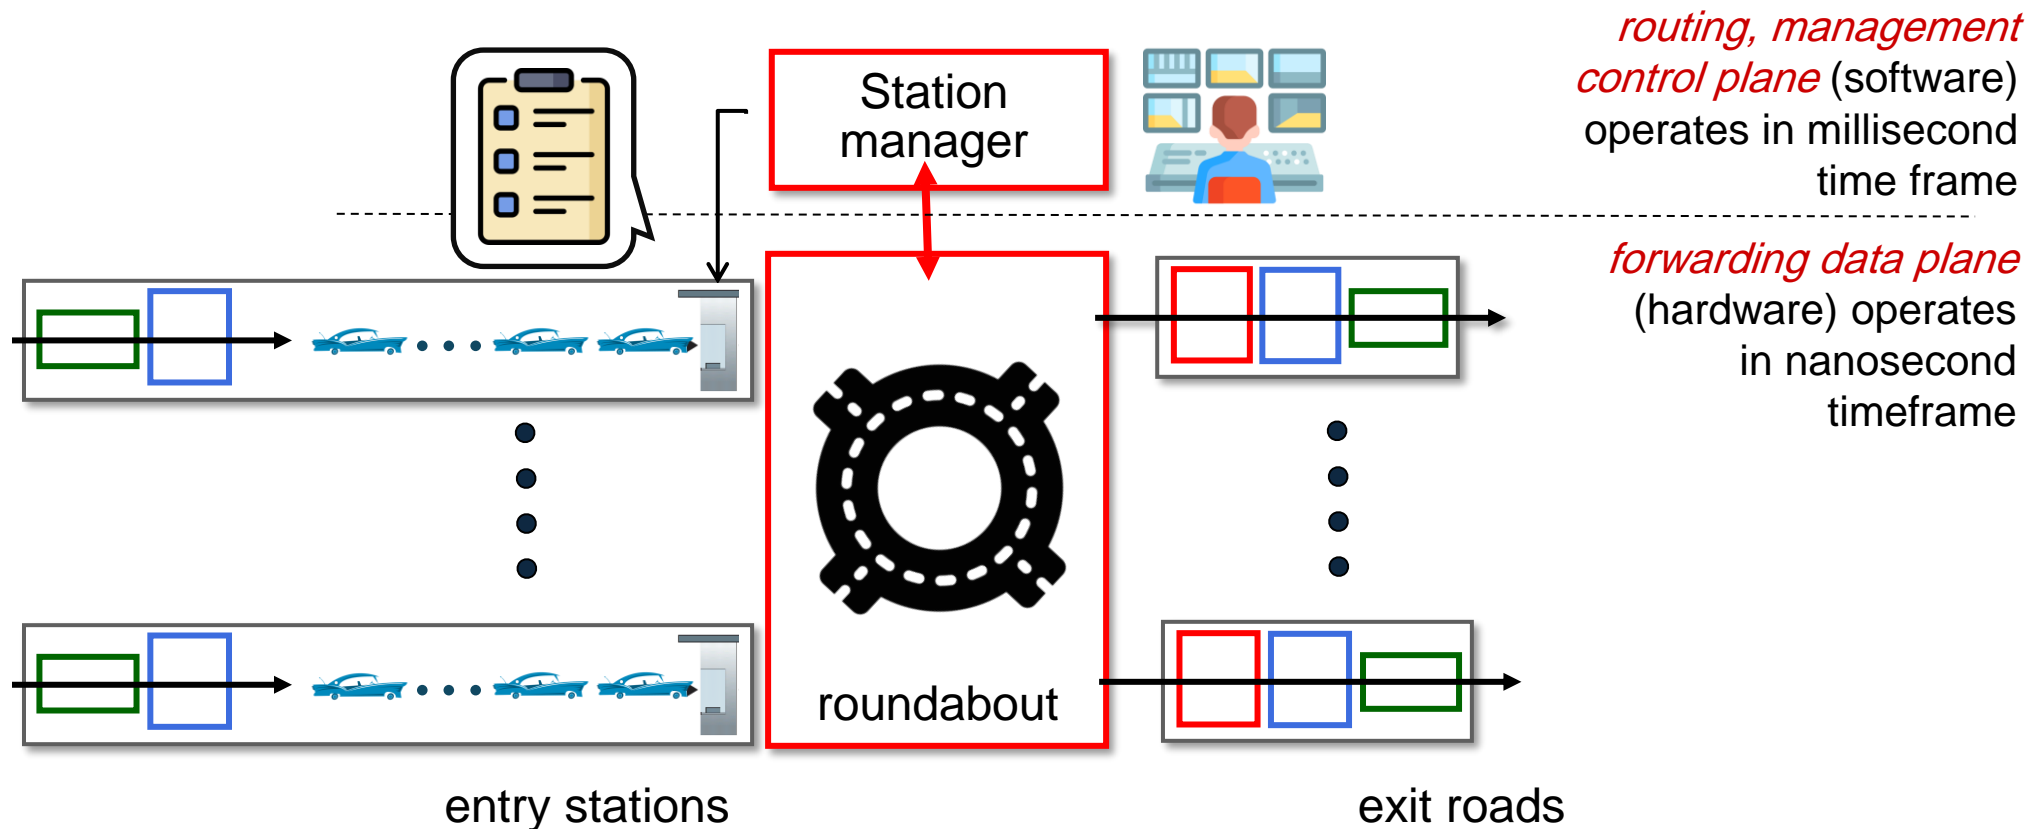 routing, management
control plane (software)
operates in millisecond
time frame
Station
manager
forwarding data plane
(hardware) operates
in nanosecond
timeframe
roundabout
entry stations
exit roads